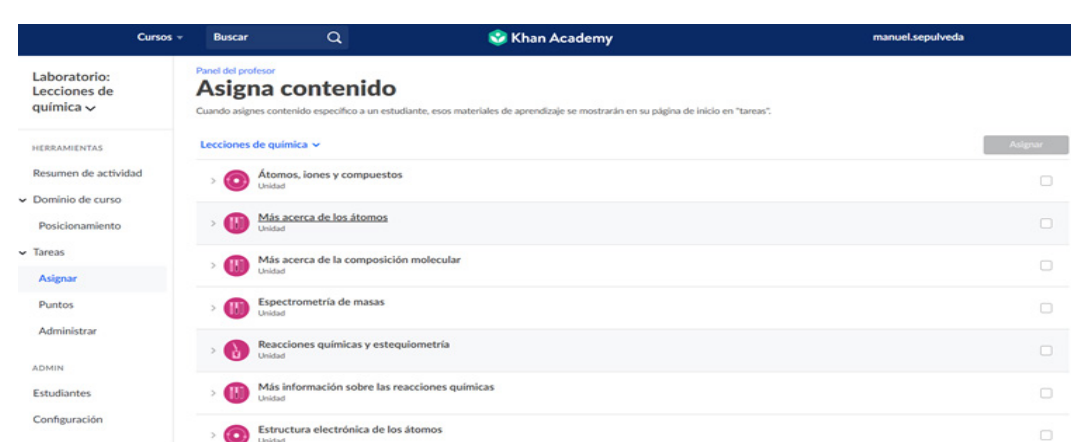 Cursos
Buscar
Khan Academy
manuel.sepulveda
Laboratorio:
Lecciones de
química
HERRAMIENTAS
Resumen de actividad
Dominio de curso
Posicionamiento
Tareas
Asignar
Puntos
Administrar
ADMIN
Estudiantes
Configuración
Panel del profesor
Asigna contenido
Cuando asignes contenido específico a un estudiante, esos materiales de aprendizaje se mostrarán en su página de inicio en "tareas".
Lecciones de química
Asignar
Átomos, iones y compuestos
Unidad
Más acerca de los átomos
Unidad
Más acerca de la composición molecular
Unidad
Espectrometría de masas
Unidad
Reacciones químicas y estequiometría
Unidad
Más información sobre las reacciones químicas
Unidad
Estructura electrónica de los átomos
Unidad